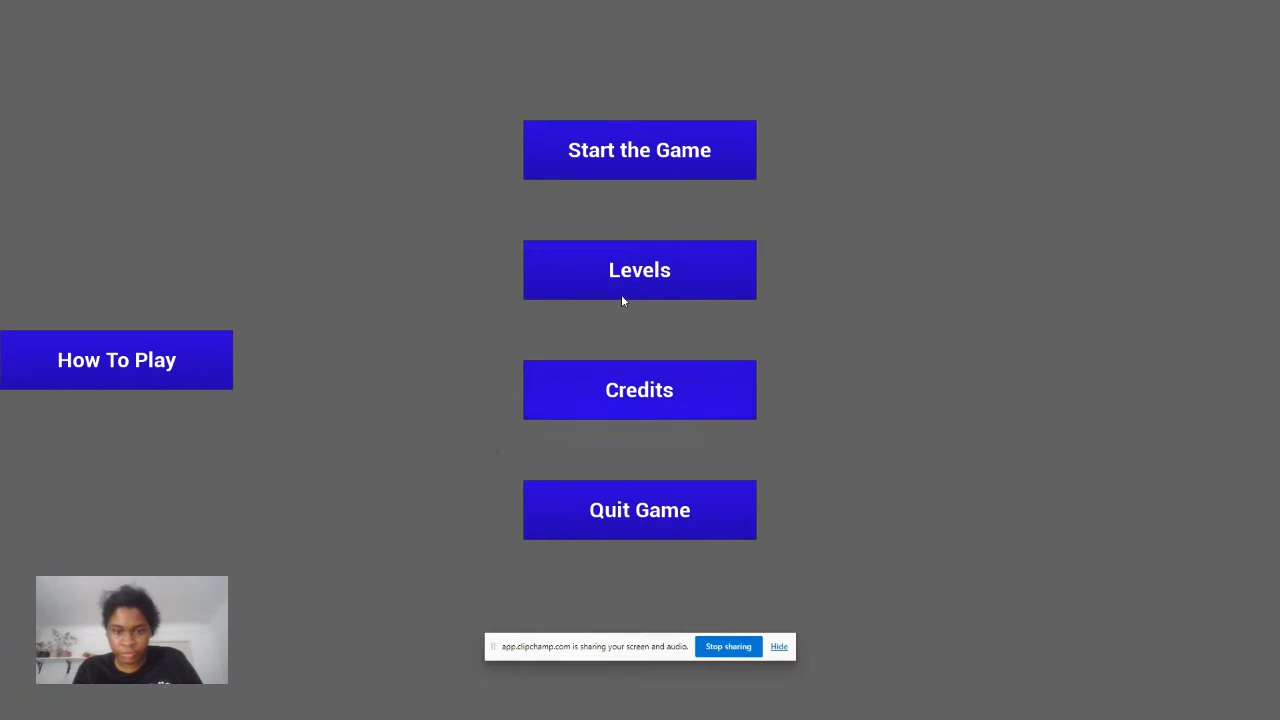 Start the Game
Levels
How To Play
Credits
Quit Game
app.clipchamp.com is sharing your screen and audio.
Stop sharing
Hide